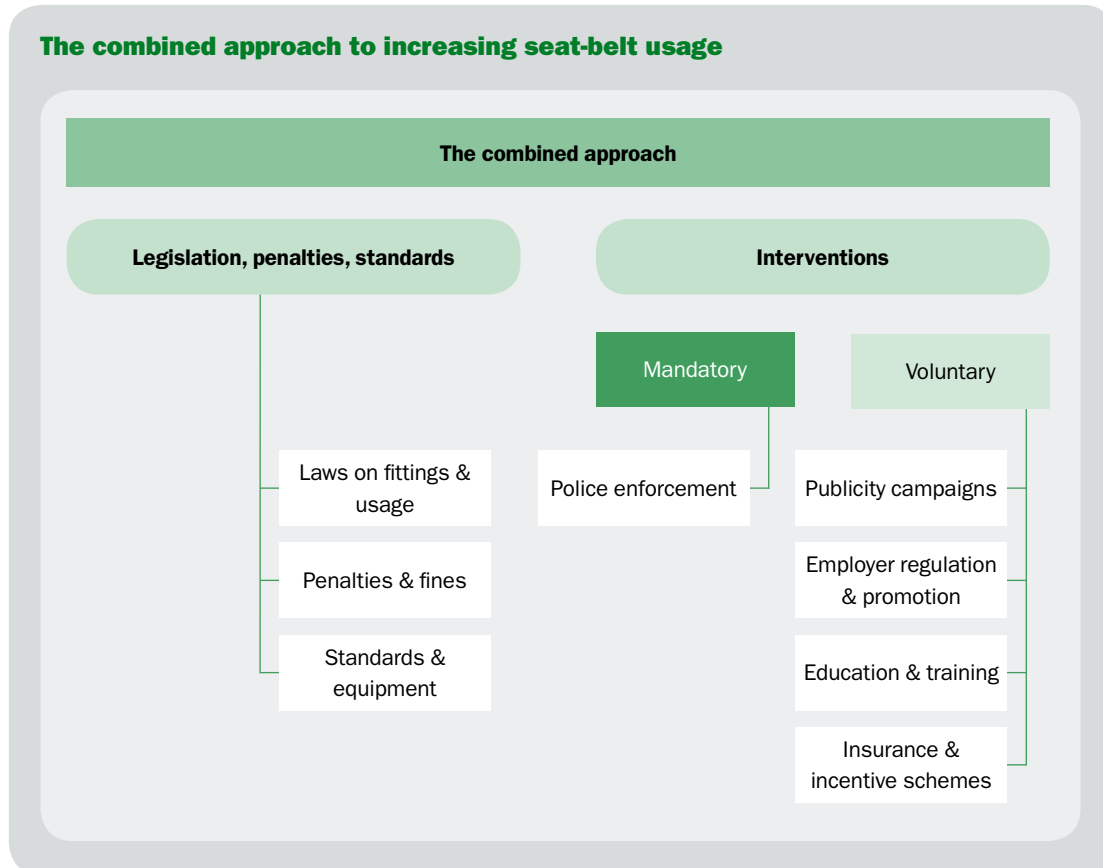 The combined approach to increasing seat-belt usage
The combined approach
Legislation, penalties, standards
Interventions
Mandatory
Voluntary
Laws on fittings &
usage
Penalties & fines
Standards &
equipment
Police enforcement
Publicity campaigns
Employer regulation
& promotion
Education & training
Insurance &
incentive schemes